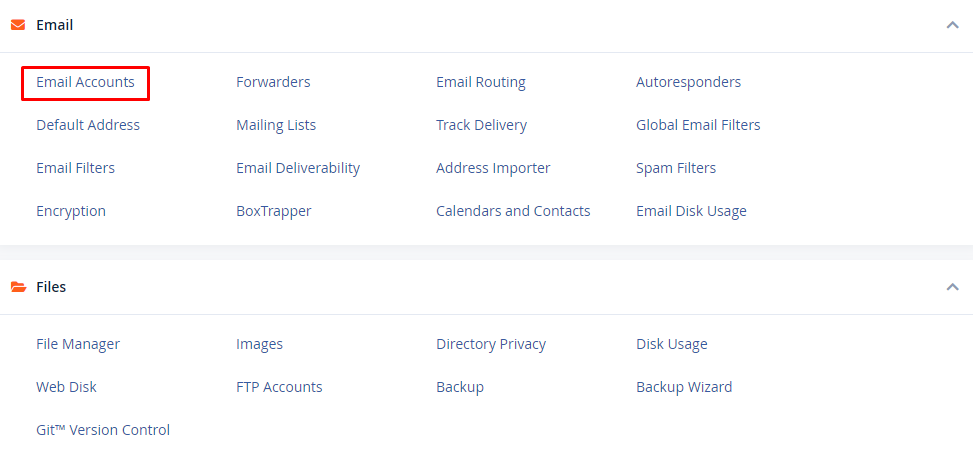 Email
Email Accounts Forwarders Email Routing Autoresponders
Default Address Mailing Lists Track Delivery Global Email Filters
Email Filters Email Deliverability Address Importer Spam Filters
Encryption BoxTrapper Calendars and Contacts Email Disk Usage
Files
File Manager Images Directory Privacy Disk Usage
Web Disk FTP Accounts Backup Backup Wizard
Git™ Version Control